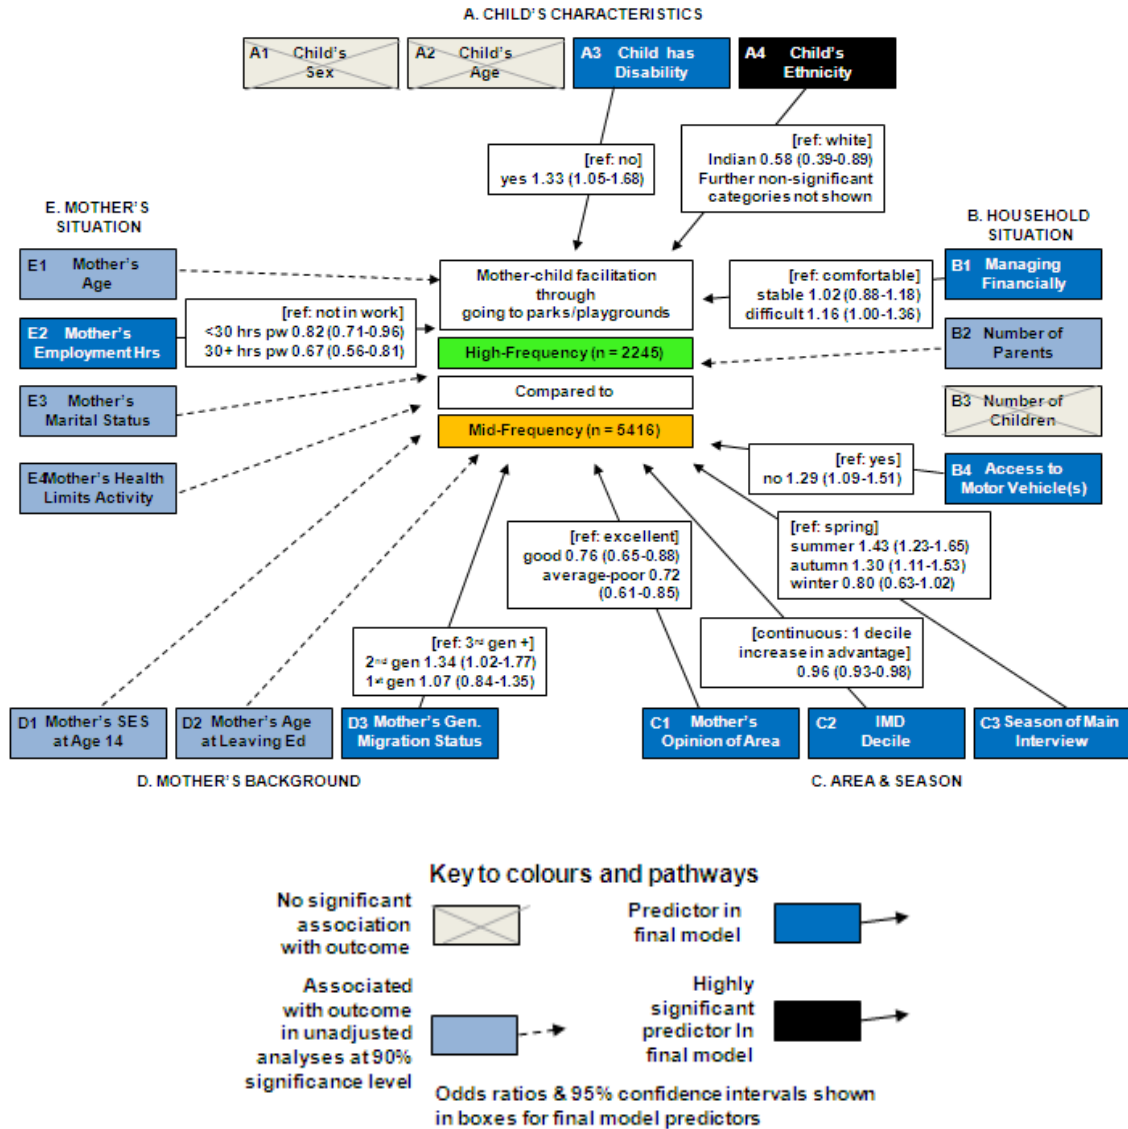 A. CHILD'S CHARACTERISTICS
A1 Child's
Sex
A2 Child's
Age
A3 Child has
Disability
A4 Child's
Ethnicity
[ref: no]
yes 1.33 (1.05-1.68)
[ref: white]
Indian 0.58 (0.39-0.89)
Further non-significant
categories not shown
E. MOTHER'S
SITUATION
B. HOUSEHOLD
SITUATION
E1 Mother's
Age
E2 Mother's
Employment Hrs
E3 Mother's
Marital Status
E4 Mother's Health
Limits Activity
[ref: not in work]
<30 hrs pw 0.82 (0.71-0.96)
30+ hrs pw 0.67 (0.56-0.81)
Mother-child facilitation
through
going to parks/playgrounds
High-Frequency (n = 2245)
Compared to
Mid-Frequency (n = 5416)
[ref: comfortable]
stable 1.02 (0.88-1.18)
difficult 1.16 (1.00-1.36)
B1 Managing
Financially
B2 Number of
Parents
B3 Number of
Children
B4 Access to
Motor Vehicle(s)
[ref: yes]
no 1.29 (1.09-1.51)
[ref: excellent]
good 0.76 (0.65-0.88)
average-poor 0.72
(0.61-0.85)
[ref: spring]
summer 1.43 (1.23-1.65)
autumn 1.30 (1.11-1.53)
winter 0.80 (0.63-1.02)
[ref: 3rd gen +]
2nd gen 1.34 (1.02-1.77)
1st gen 1.07 (0.84-1.35)
[continuous: 1 decile
increase in advantage]
0.96 (0.93-0.98)
D1 Mother's SES
at Age 14
D2 Mother's Age
at Leaving Ed
D3 Mother's Gen.
Migration Status
C1 Mother's
Opinion of Area
C2 IMD
Decile
C3 Season of Main
Interview
D. MOTHER'S BACKGROUND
C. AREA & SEASON
Key to colours and pathways
No significant
association
with outcome
Predictor in
final model
Associated
with outcome
in unadjusted
analyses at 90%
significance level
Highly
significant
predictor In
final model
Odds ratios & 95% confidence intervals shown
in boxes for final model predictors